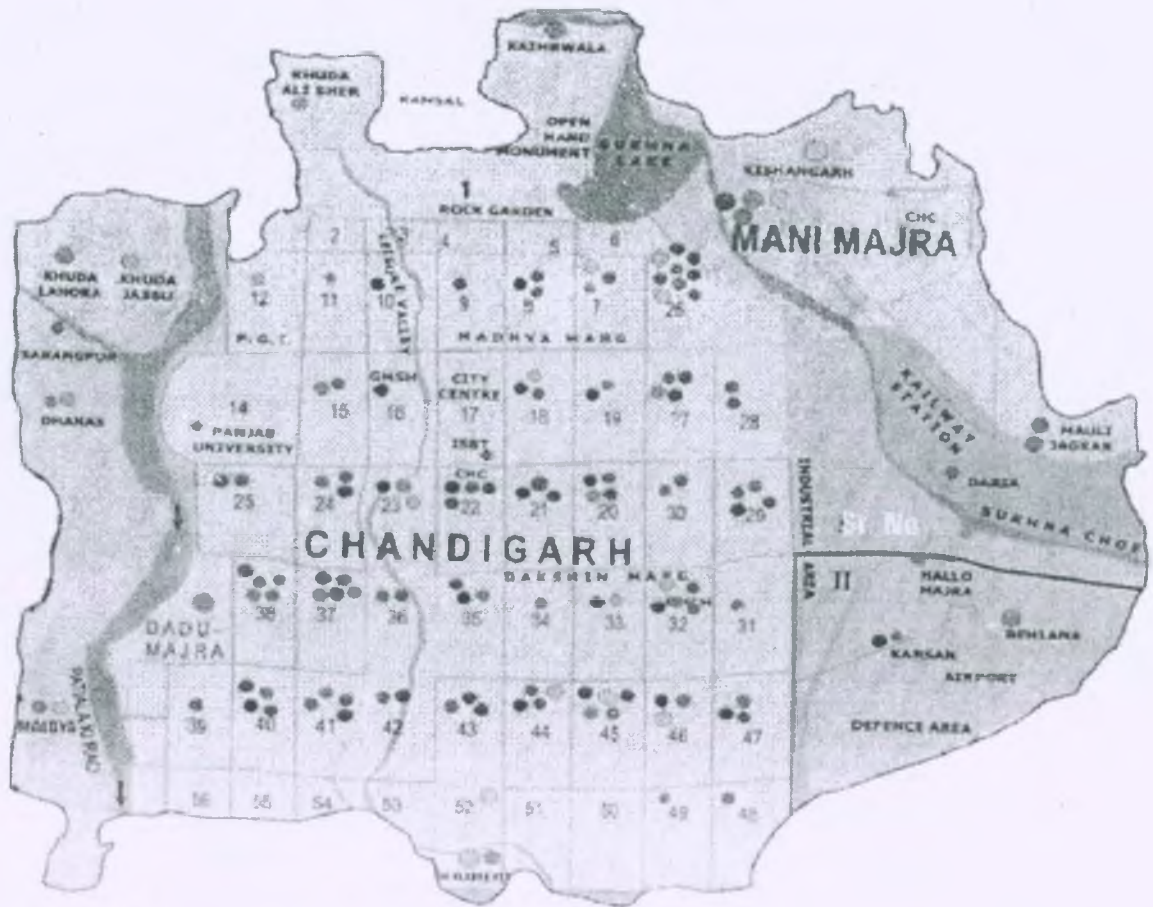 KAIMBWALA
KHUDA
ALI SHER
KANSAL
OPEN
HAND
MONUMENT
SUKHNA
LAKE
KISHANGARH
1
ROCK GARDEN
CHC
MANI MAJRA
2
3
4
5
6
LEISURE VALLEY
KHUDA
LAHORA
KHUDA
JASSU
12
11
10
9
8
7
26
P.G.I.
MADHYA MARG
SARANGPUR
DHANAS
14
PANJAB
UNIVERSITY
15
GMSH
16
CITY
CENTRE
17
18
19
27
28
RAILWAY
STATION
MAULI
JAGRAN
DARIA
ISBT
CHC
25
24
23
22
21
20
30
29
INDUSTRIAL
AREA
I
Sr. No
SUKHNA CHOE
CHANDIGARH
DAKSHIN MARG
II
HALLO
MAJRA
BEHLANA
KARSAN
AIRPORT
DEFENCE AREA
38
37
36
35
34
33
32
31
DADU-
MAJRA
MALOYA
PATIALA KI RAO
39
40
41
42
43
44
45
46
47
56
55
54
53
52
51
50
49
48